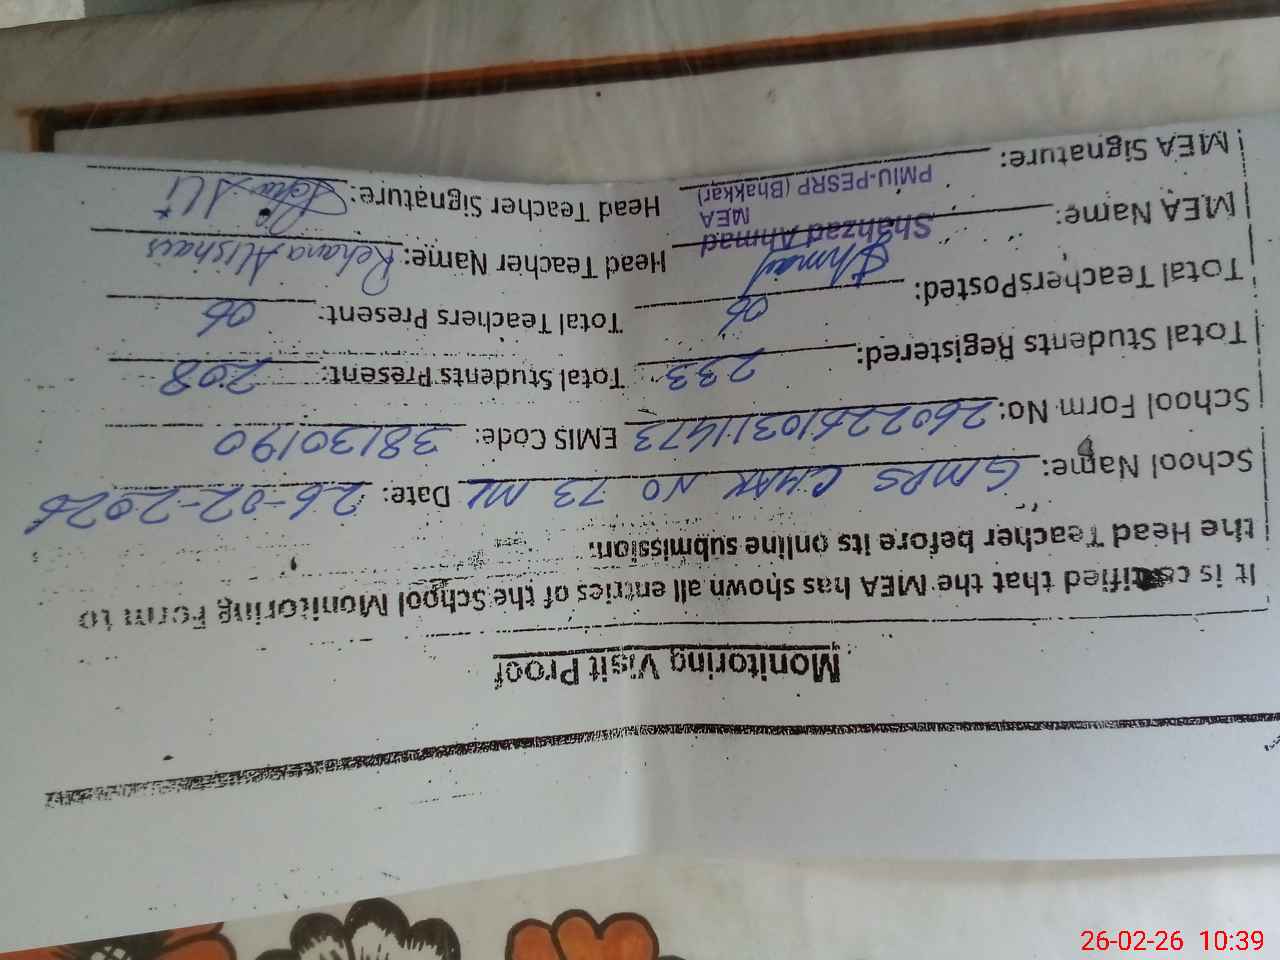 Monitoring Visit Proof
It is certified that the MEA has shown all entries of the School Monitoring Form to
the Head Teacher before its online submission.
School Name: GMPS CHAK NO 73 ML Date: 26-02-2026
School Form No: 26022610311473 EMIS Code: 38130190
Total Students Registered: 233 Total Students Present: 208
Total Teachers Posted: 06 Total Teachers Present: 06
MEA Name: Shahzad Ahmad Head Teacher Name: Rehana
MEA
PMIU-PESRP (Bhakkar)
MEA Signature: Head Teacher Signature:
26-02-26 10:39